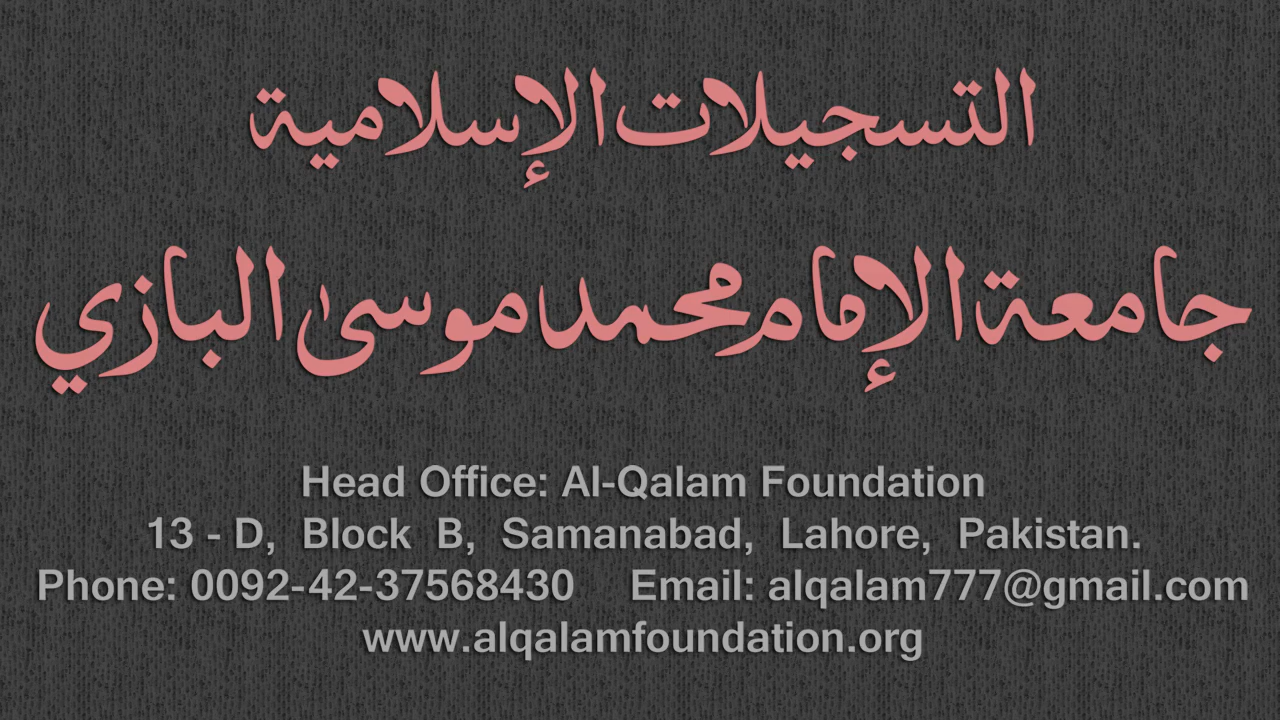 التسجيلات الإسلامية
جامعة الإمام محمد موسىٰ البازي
Head Office: Al-Qalam Foundation
13 - D, Block B, Samanabad, Lahore, Pakistan.
Phone: 0092-42-37568430 Email: alqalam777@gmail.com
www.alqalamfoundation.org